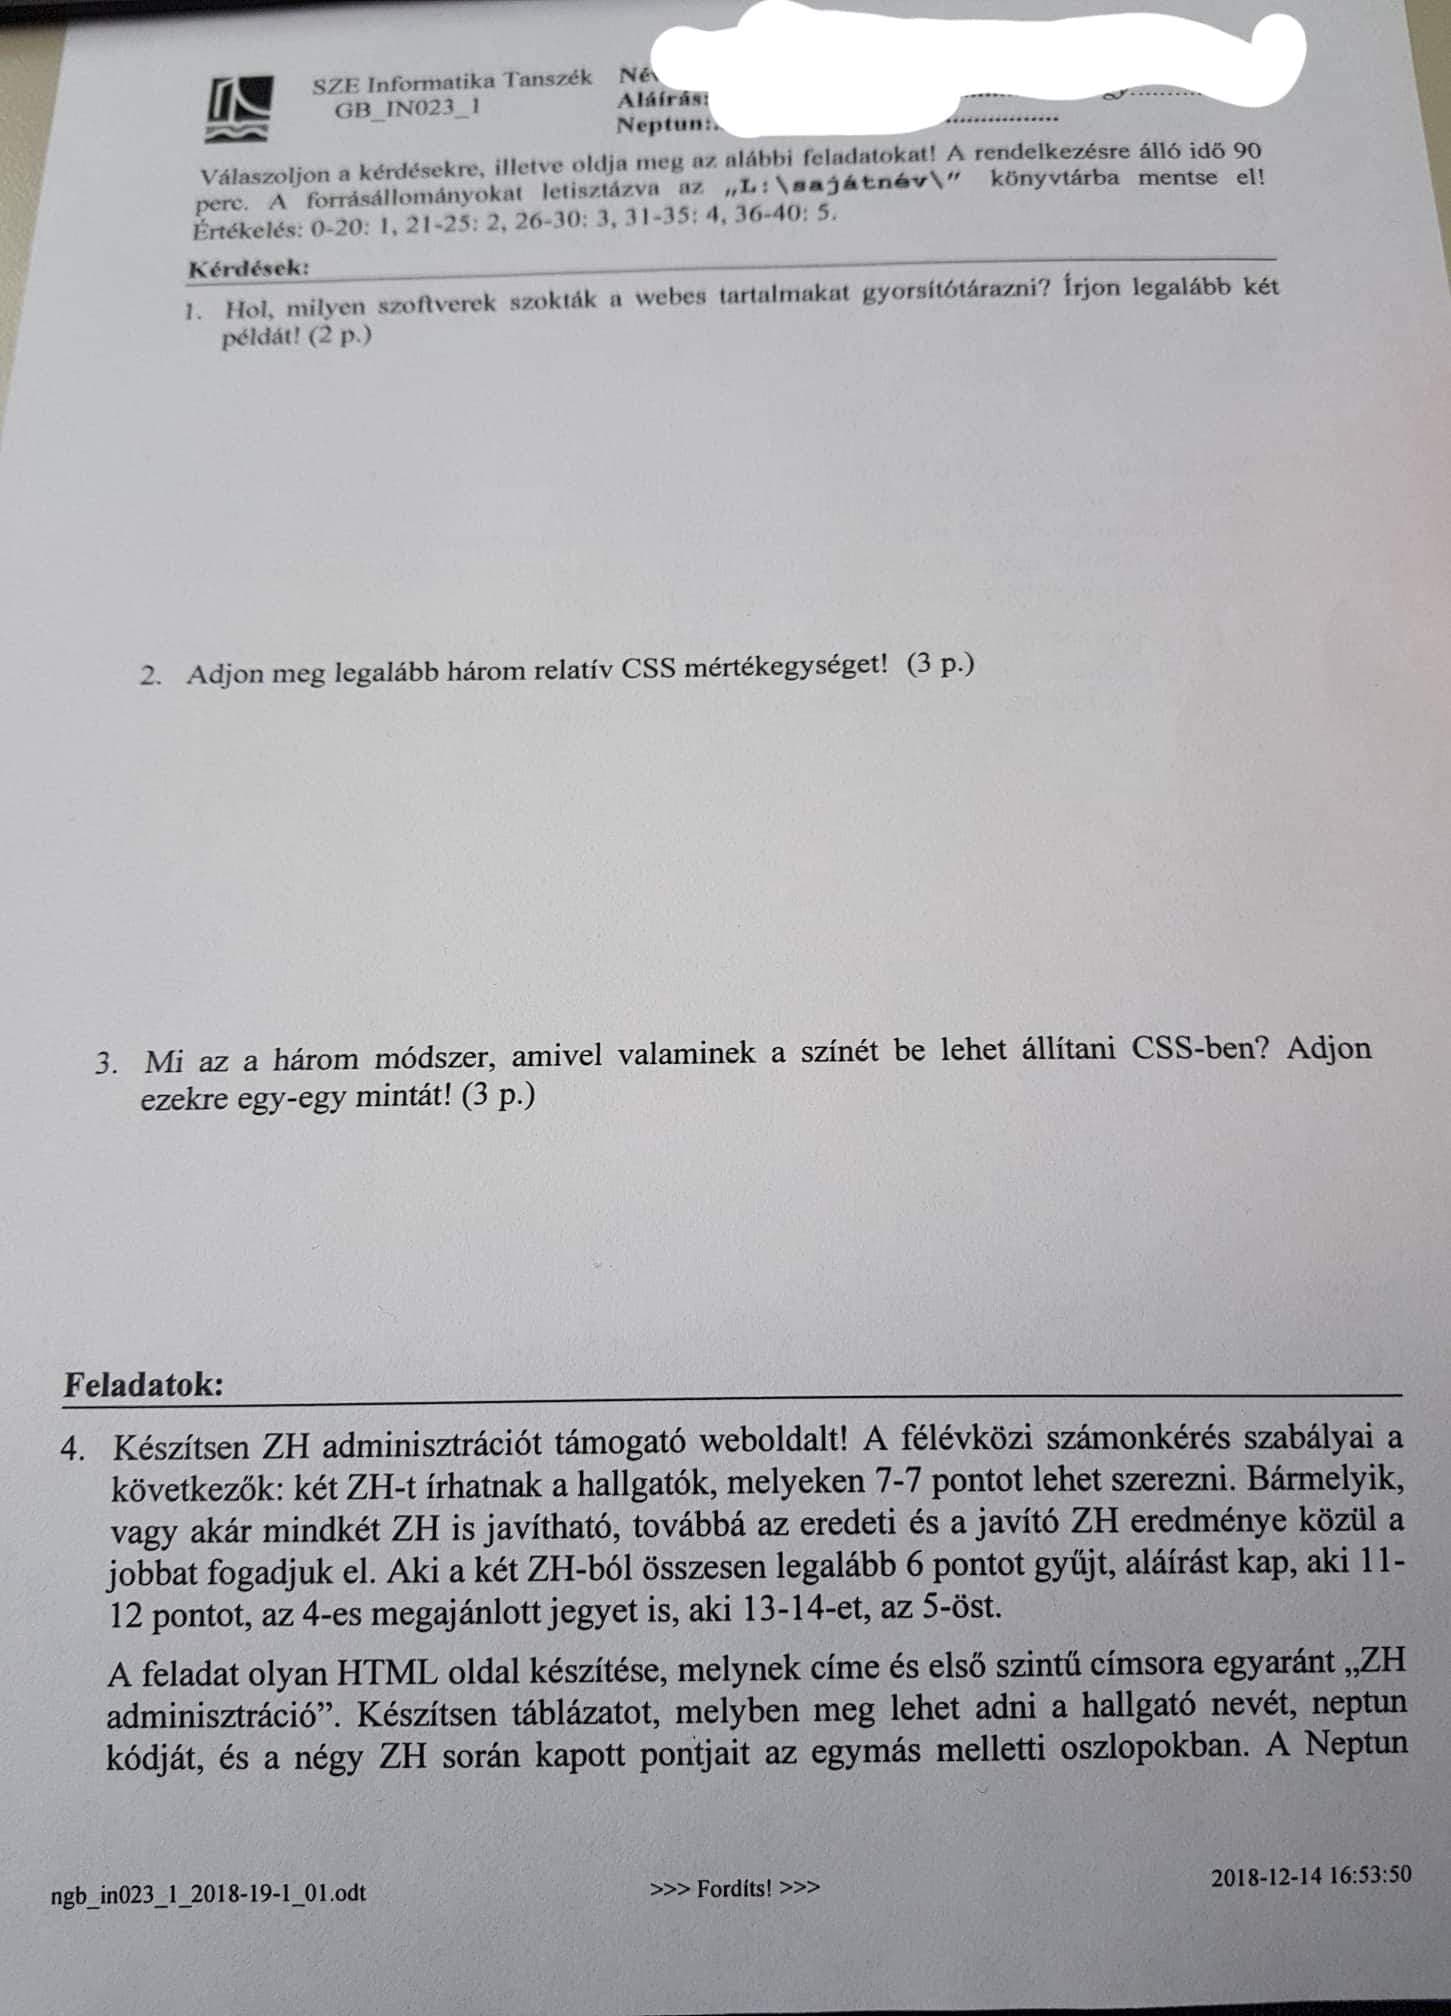 SZE Informatika Tanszék
GB_IN023_1
Aláírás:
Neptun:
Válaszoljon a kérdésekre, illetve oldja meg az alábbi feladatokat! A rendelkezésre álló idő 90
perc. A forrásállományokat letisztázva az „L:\sajátnév\” könyvtárba mentse el!
Értékelés: 0-20: 1, 21-25: 2, 26-30: 3, 31-35: 4, 36-40: 5.
Kérdések:
1. Hol, milyen szoftverek szokták a webes tartalmakat gyorsítótárazni? Írjon legalább két
példát! (2 p.)
2. Adjon meg legalább három relatív CSS mértékegységet! (3 p.)
3. Mi az a három módszer, amivel valaminek a színét be lehet állítani CSS-ben? Adjon
ezekre egy-egy mintát! (3 p.)
Feladatok:
4. Készítsen ZH adminisztrációt támogató weboldalt! A félévközi számonkérés szabályai a
következők: két ZH-t írhatnak a hallgatók, melyeken 7-7 pontot lehet szerezni. Bármelyik,
vagy akár mindkét ZH is javítható, továbbá az eredeti és a javító ZH eredménye közül a
jobbat fogadjuk el. Aki a két ZH-ból összesen legalább 6 pontot gyűjt, aláírást kap, aki 11-
12 pontot, az 4-es megajánlott jegyet is, aki 13-14-et, az 5-öst.
A feladat olyan HTML oldal készítése, melynek címe és első szintű címsora egyaránt „ZH
adminisztráció”. Készítsen táblázatot, melyben meg lehet adni a hallgató nevét, neptun
kódját, és a négy ZH során kapott pontjait az egymás melletti oszlopokban. A Neptun
ngb_in023_1_2018-19-1_01.odt
>>> Fordíts! >>>
2018-12-14 16:53:50